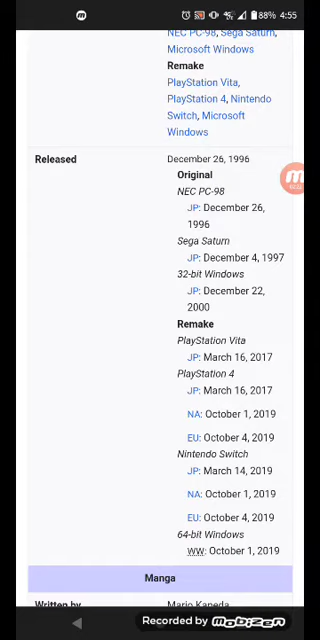 88% 4:55
NEC PC-98, Sega Saturn,
Microsoft Windows
Remake
PlayStation Vita,
PlayStation 4, Nintendo
Switch, Microsoft
Windows
Released December 26, 1996
Original
NEC PC-98
JP: December 26,
1996
Sega Saturn
JP: December 4, 1997
32-bit Windows
JP: December 22,
2000
Remake
PlayStation Vita
JP: March 16, 2017
PlayStation 4
JP: March 16, 2017
NA: October 1, 2019
EU: October 4, 2019
Nintendo Switch
JP: March 14, 2019
NA: October 1, 2019
EU: October 4, 2019
64-bit Windows
WW: October 1, 2019
Manga
Written by Mario Kaneda
Recorded by mobizen